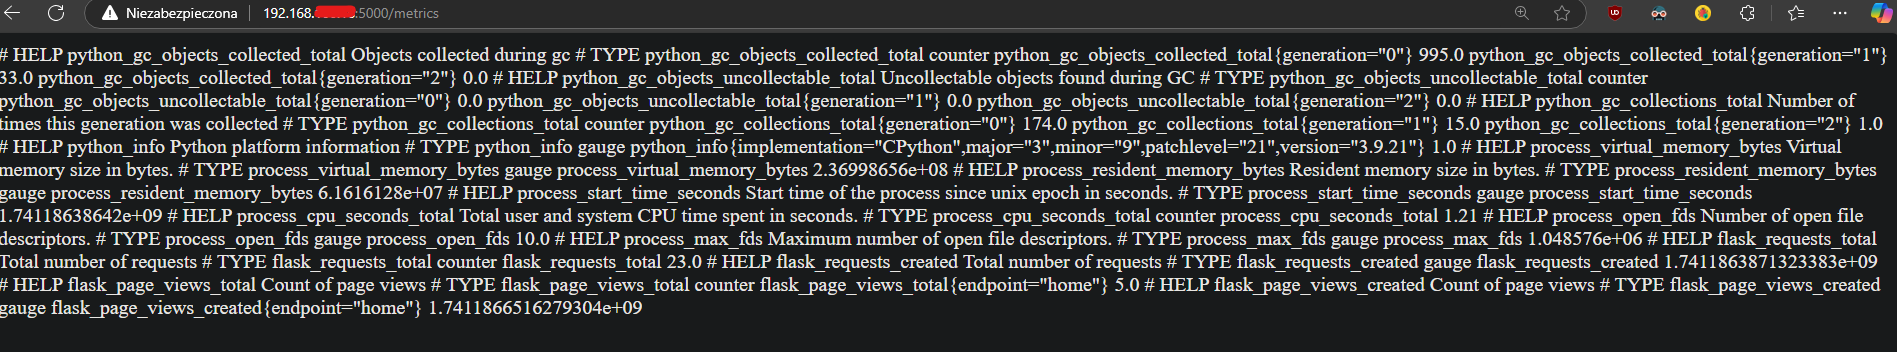 Niezabezpieczona 192.168. :5000/metrics
# HELP python_gc_objects_collected_total Objects collected during gc # TYPE python_gc_objects_collected_total counter python_gc_objects_collected_total{generation="0"} 995.0 python_gc_objects_collected_total{generation="1"}
33.0 python_gc_objects_collected_total{generation="2"} 0.0 # HELP python_gc_objects_uncollectable_total Uncollectable objects found during GC # TYPE python_gc_objects_uncollectable_total counter
python_gc_objects_uncollectable_total{generation="0"} 0.0 python_gc_objects_uncollectable_total{generation="1"} 0.0 python_gc_objects_uncollectable_total{generation="2"} 0.0 # HELP python_gc_collections_total Number of
times this generation was collected # TYPE python_gc_collections_total counter python_gc_collections_total{generation="0"} 174.0 python_gc_collections_total{generation="1"} 15.0 python_gc_collections_total{generation="2"} 1.0
# HELP python_info Python platform information # TYPE python_info gauge python_info{implementation="CPython",major="3",minor="9",patchlevel="21",version="3.9.21"} 1.0 # HELP process_virtual_memory_bytes Virtual
memory size in bytes. # TYPE process_virtual_memory_bytes gauge process_virtual_memory_bytes 2.36998656e+08 # HELP process_resident_memory_bytes Resident memory size in bytes. # TYPE process_resident_memory_bytes
gauge process_resident_memory_bytes 6.1616128e+07 # HELP process_start_time_seconds Start time of the process since unix epoch in seconds. # TYPE process_start_time_seconds gauge process_start_time_seconds
1.74118638642e+09 # HELP process_cpu_seconds_total Total user and system CPU time spent in seconds. # TYPE process_cpu_seconds_total counter process_cpu_seconds_total 1.21 # HELP process_open_fds Number of open file
descriptors. # TYPE process_open_fds gauge process_open_fds 10.0 # HELP process_max_fds Maximum number of open file descriptors. # TYPE process_max_fds gauge process_max_fds 1.048576e+06 # HELP flask_requests_total
Total number of requests # TYPE flask_requests_total counter flask_requests_total 23.0 # HELP flask_requests_created Total number of requests # TYPE flask_requests_created gauge flask_requests_created 1.7411863871323383e+09
# HELP flask_page_views_total Count of page views # TYPE flask_page_views_total counter flask_page_views_total{endpoint="home"} 5.0 # HELP flask_page_views_created Count of page views # TYPE flask_page_views_created
gauge flask_page_views_created{endpoint="home"} 1.7411866516279304e+09